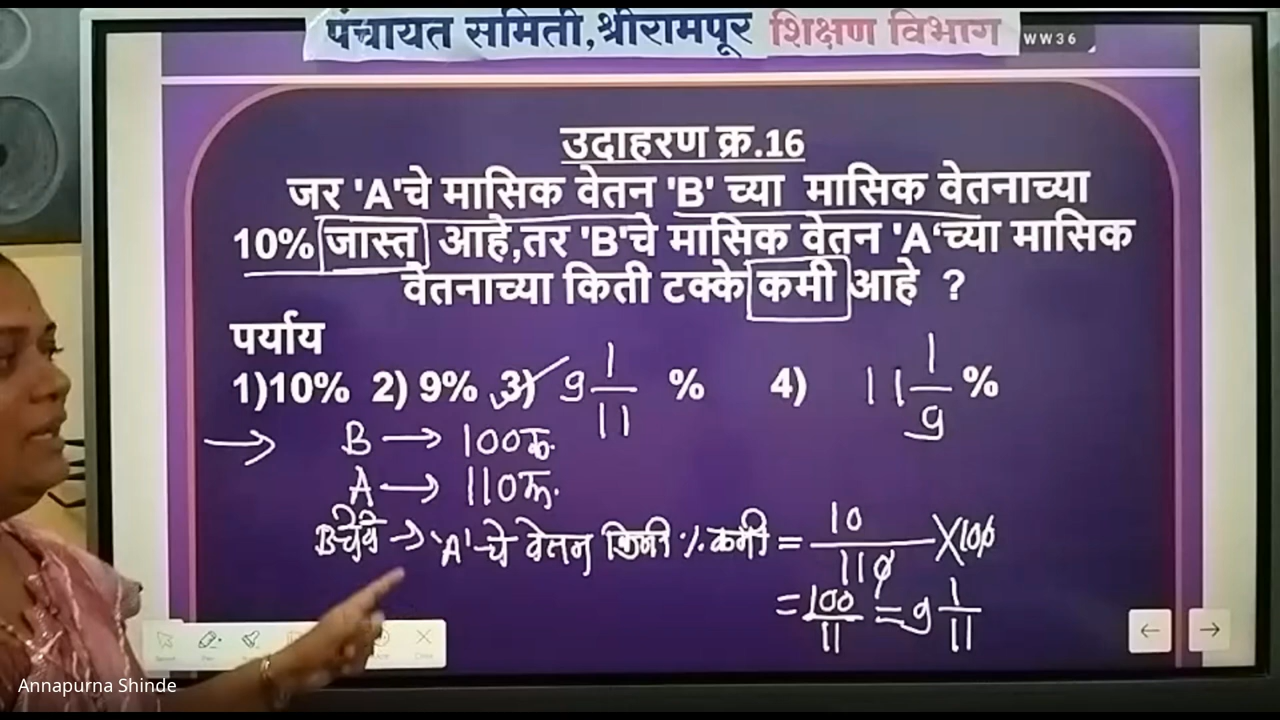 पंचायत समिती,श्रीरामपूर शिक्षण विभाग
WW36
उदाहरण क्र.16
जर 'A'चे मासिक वेतन 'B' च्या मासिक वेतनाच्या
10% जास्त आहे,तर 'B'चे मासिक वेतन 'A'च्या मासिक
वेतनाच्या किती टक्के कमी आहे ?
पर्याय
1)10% 2) 9% 3) 9 1/11 % 4) 11 1/9 %
B → 100रु.
A → 110रु.
→ 'A'चे वेतन किती % कमी = 10/110 X 100
= 100/11 = 9 1/11
Annapurna Shinde